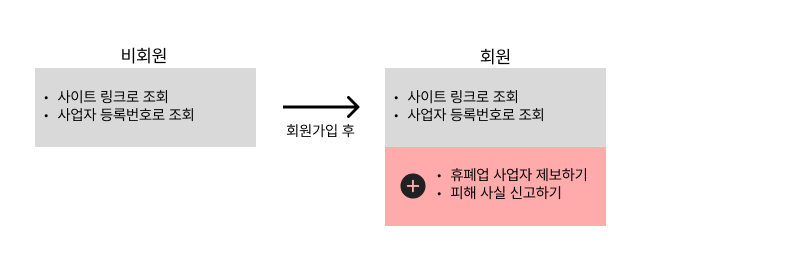 비회원
• 사이트 링크로 조회
• 사업자 등록번호로 조회
회원가입 후
회원
• 사이트 링크로 조회
• 사업자 등록번호로 조회
• 휴폐업 사업자 제보하기
• 피해 사실 신고하기